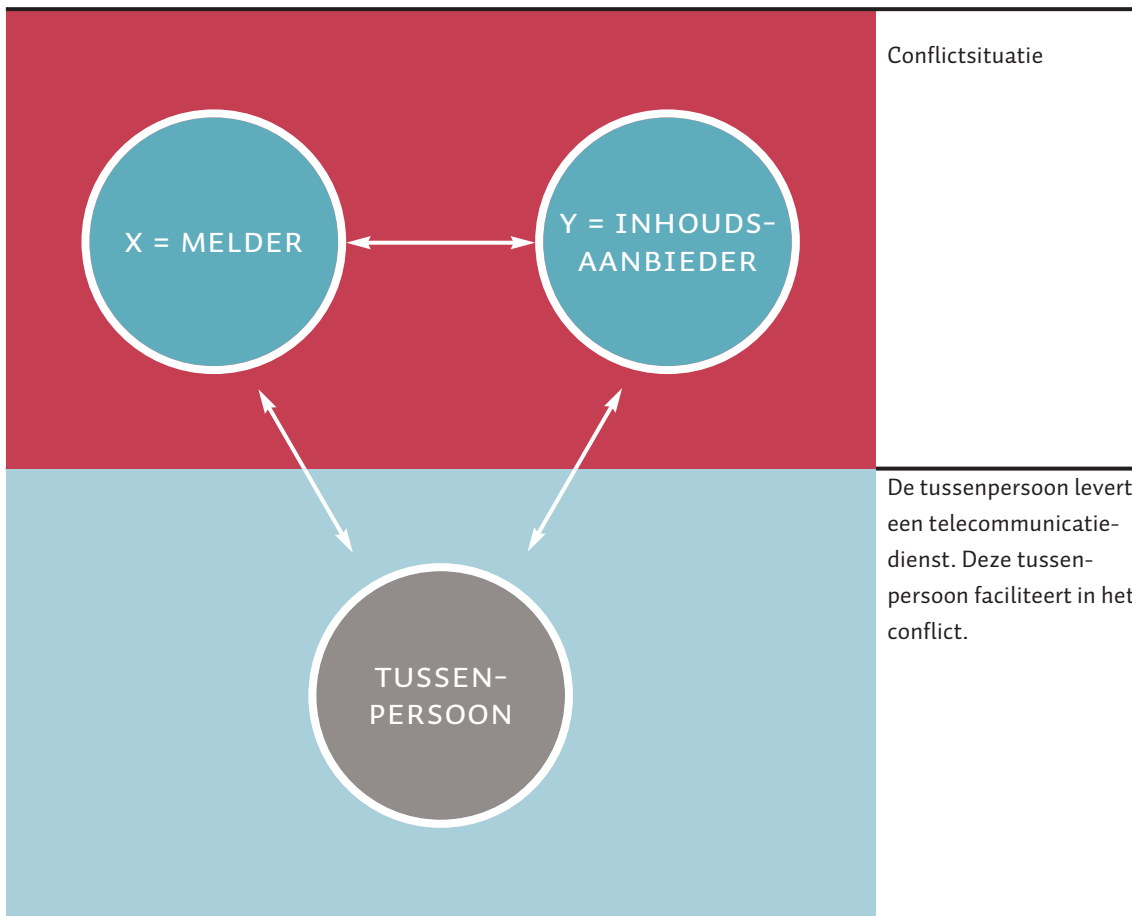 Conflictsituatie
X = MELDER
Y = INHOUDS-
AANBIEDER
De tussenpersoon levert
een telecommunicatie-
dienst. Deze tussen-
persoon faciliteert in het
conflict.
TUSSEN-
PERSOON